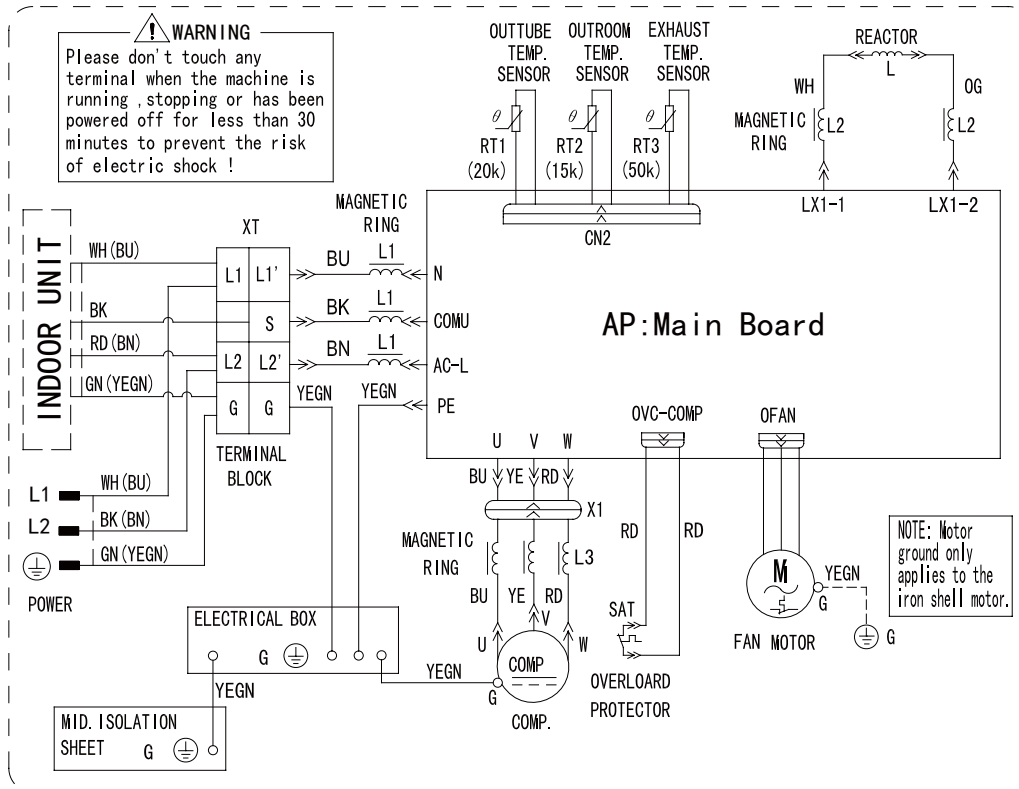 WARNING
Please don't touch any
terminal when the machine is
running ,stopping or has been
powered off for less than 30
minutes to prevent the risk
of electric shock !
OUTTUBE
TEMP.
SENSOR
OUTROOM
TEMP.
SENSOR
EXHAUST
TEMP.
SENSOR
θ
RT1
(20k)
θ
RT2
(15k)
θ
RT3
(50k)
CN2
REACTOR
L
WH
OG
MAGNETIC
RING
L2
L2
LX1-1
LX1-2
INDOOR UNIT
WH(BU)
BK
RD(BN)
GN(YEGN)
XT
L1
L1'
S
L2
L2'
G
G
TERMINAL
BLOCK
MAGNETIC
RING
BU
L1
N
BK
L1
COMU
BN
L1
AC-L
YEGN
YEGN
PE
AP:Main Board
OVC-COMP
OFAN
U
V
W
BU
YE
RD
X1
MAGNETIC
RING
L3
BU
YE
RD
U
V
W
COMP
G
COMP.
RD
RD
SAT
OVERLOARD
PROTECTOR
M
YEGN
G
G
FAN MOTOR
NOTE: Motor
ground only
applies to the
iron shell motor.
L1
WH(BU)
L2
BK(BN)
GN(YEGN)
POWER
ELECTRICAL BOX
G
YEGN
YEGN
MID. ISOLATION
SHEET
G